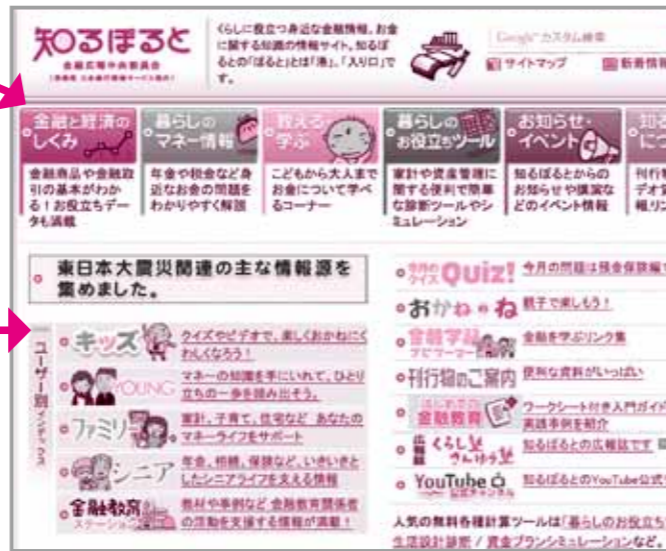 知るぽると
金融広報中央委員会
くらしに役立つ身近な金融情報、お金
に関する知識の情報サイト。知るぽ
るとの「ぽると」とは「港」、「入り口」で
す。
Google カスタム検索
サイトマップ
新着情報
金融と経済の
しくみ
金融商品や金融取
引の基本がわか
る！お役立ちデー
タも満載
暮らしの
マネー情報
年金や税金など身
近なお金の問題を
わかりやすく解説
教える
学ぶ
こどもから大人まで
お金について学べ
るコーナー
暮らしの
お役立ちツール
家計や資産管理に
関する便利で簡単
な診断ツールやシ
ミュレーション
お知らせ・
イベント
知るぽるとからの
お知らせや講演な
どのイベント情報
東日本大震災関連の主な情報源を
集めました。
ユーザー別インデックス
キッズ
クイズやビデオで、楽しくおかねにく
わしくなろう！
YOUNG
マネーの知識を手にいれて、ひとり
立ちの一歩を踏み出そう。
ファミリー
家計、子育て、住宅など あなたの
マネーライフをサポート
シニア
年金、相続、保険など、いきいきと
したシニアライフを支える情報
金融教育
ステーション
教材や事例など 金融教育関係者
の活動を支援する情報が満載！
今月の
クイズ Quiz!
今月の問題は預金保険編
おかね の ね
親子で楽しもう！
金融学習
ナビゲーター
金融を学ぶリンク集
刊行物のご案内
便利な資料がいっぱい
はじめての
金融教育
ワークシート付き入門ガイド
実践事例を紹介
広報誌 くらし塾
きんゆう塾
知るぽるとの広報誌です
YouTube
公式チャンネル
知るぽるとのYouTube公式
人気の無料各種計算ツールは「暮らしのお役立ち
生活設計診断 / 資金プランシミュレーションなど。